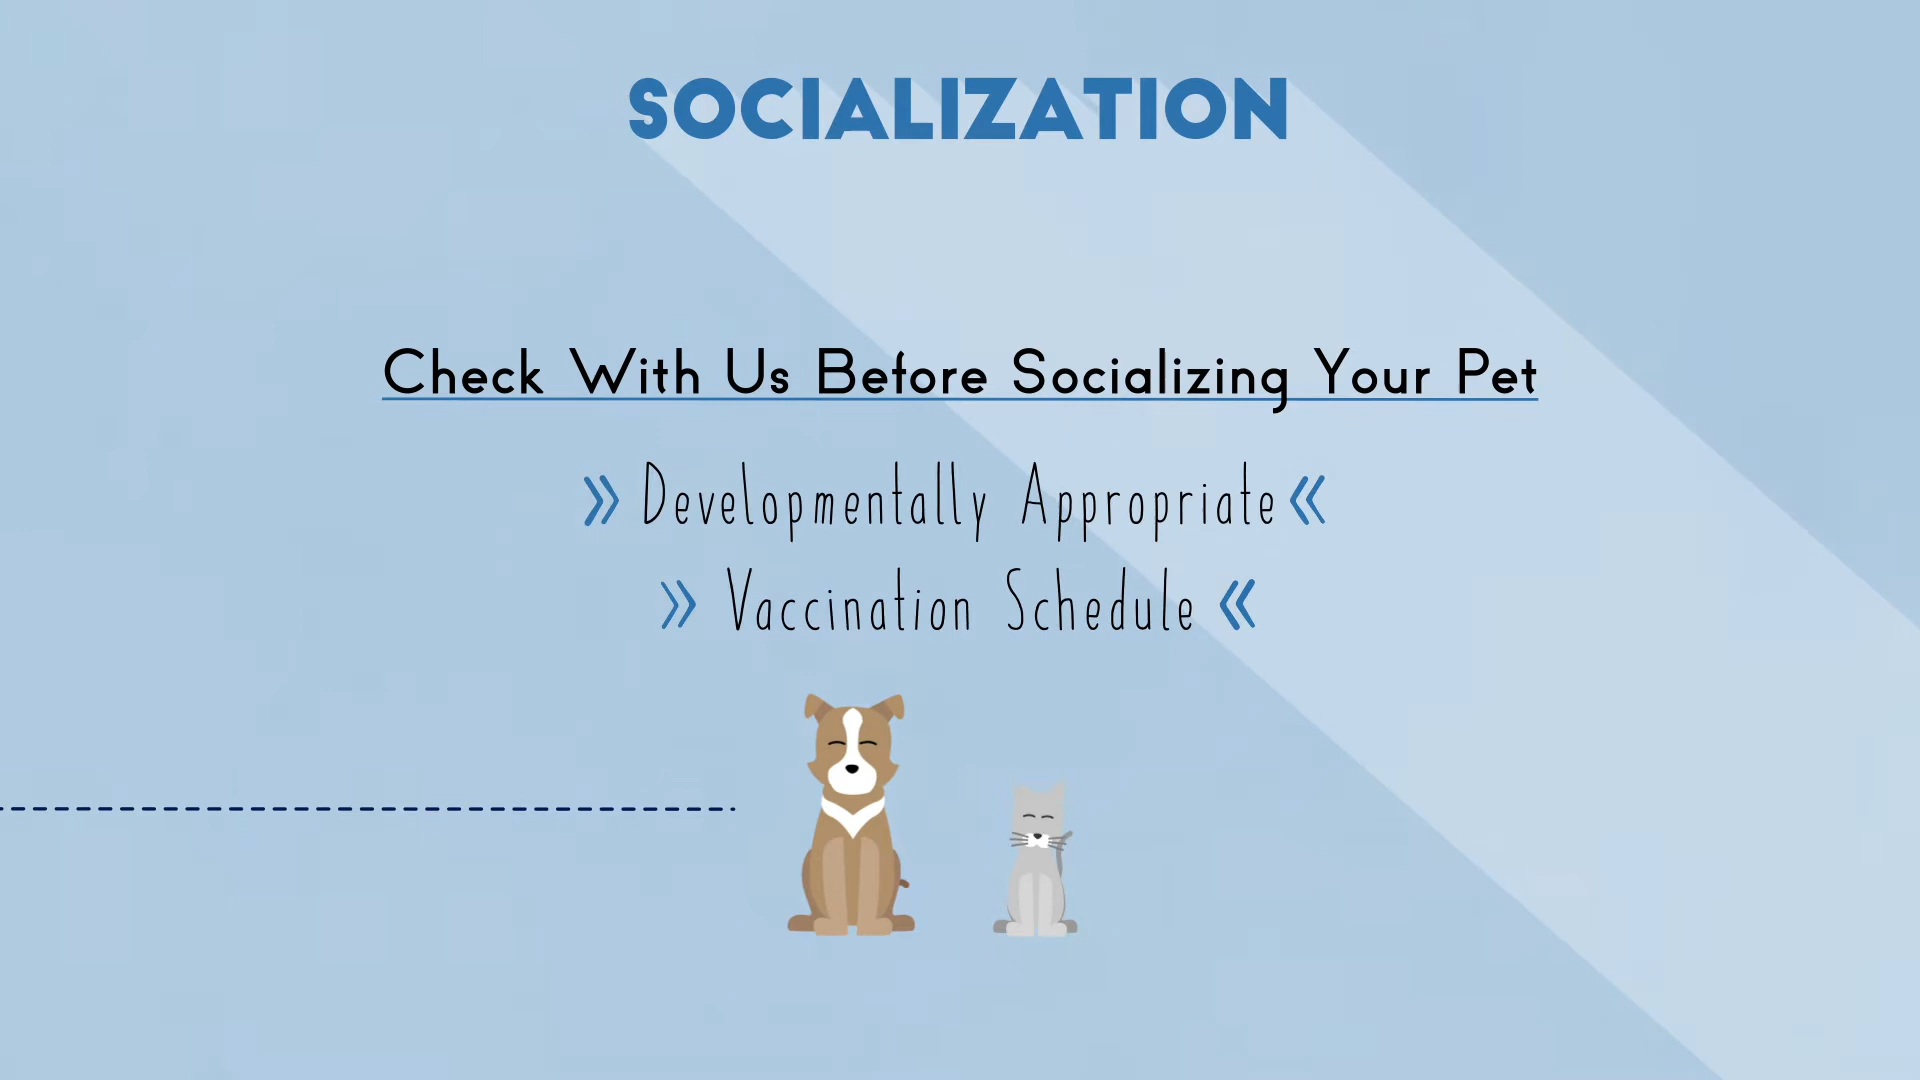 SOCIALIZATION
Check With Us Before Socializing Your Pet
» Developmentally Appropriate «
» Vaccination Schedule «